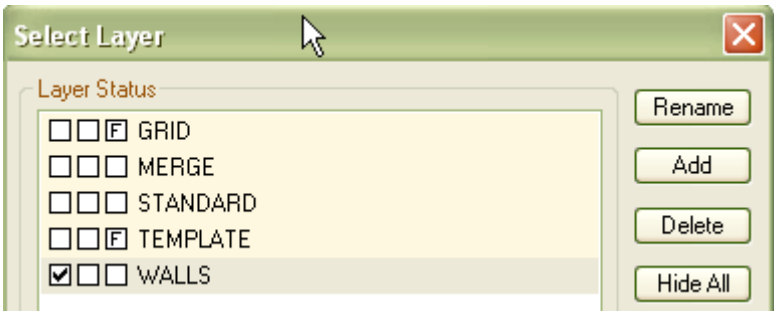 Select Layer
Layer Status
F GRID
MERGE
STANDARD
F TEMPLATE
WALLS
Rename
Add
Delete
Hide All